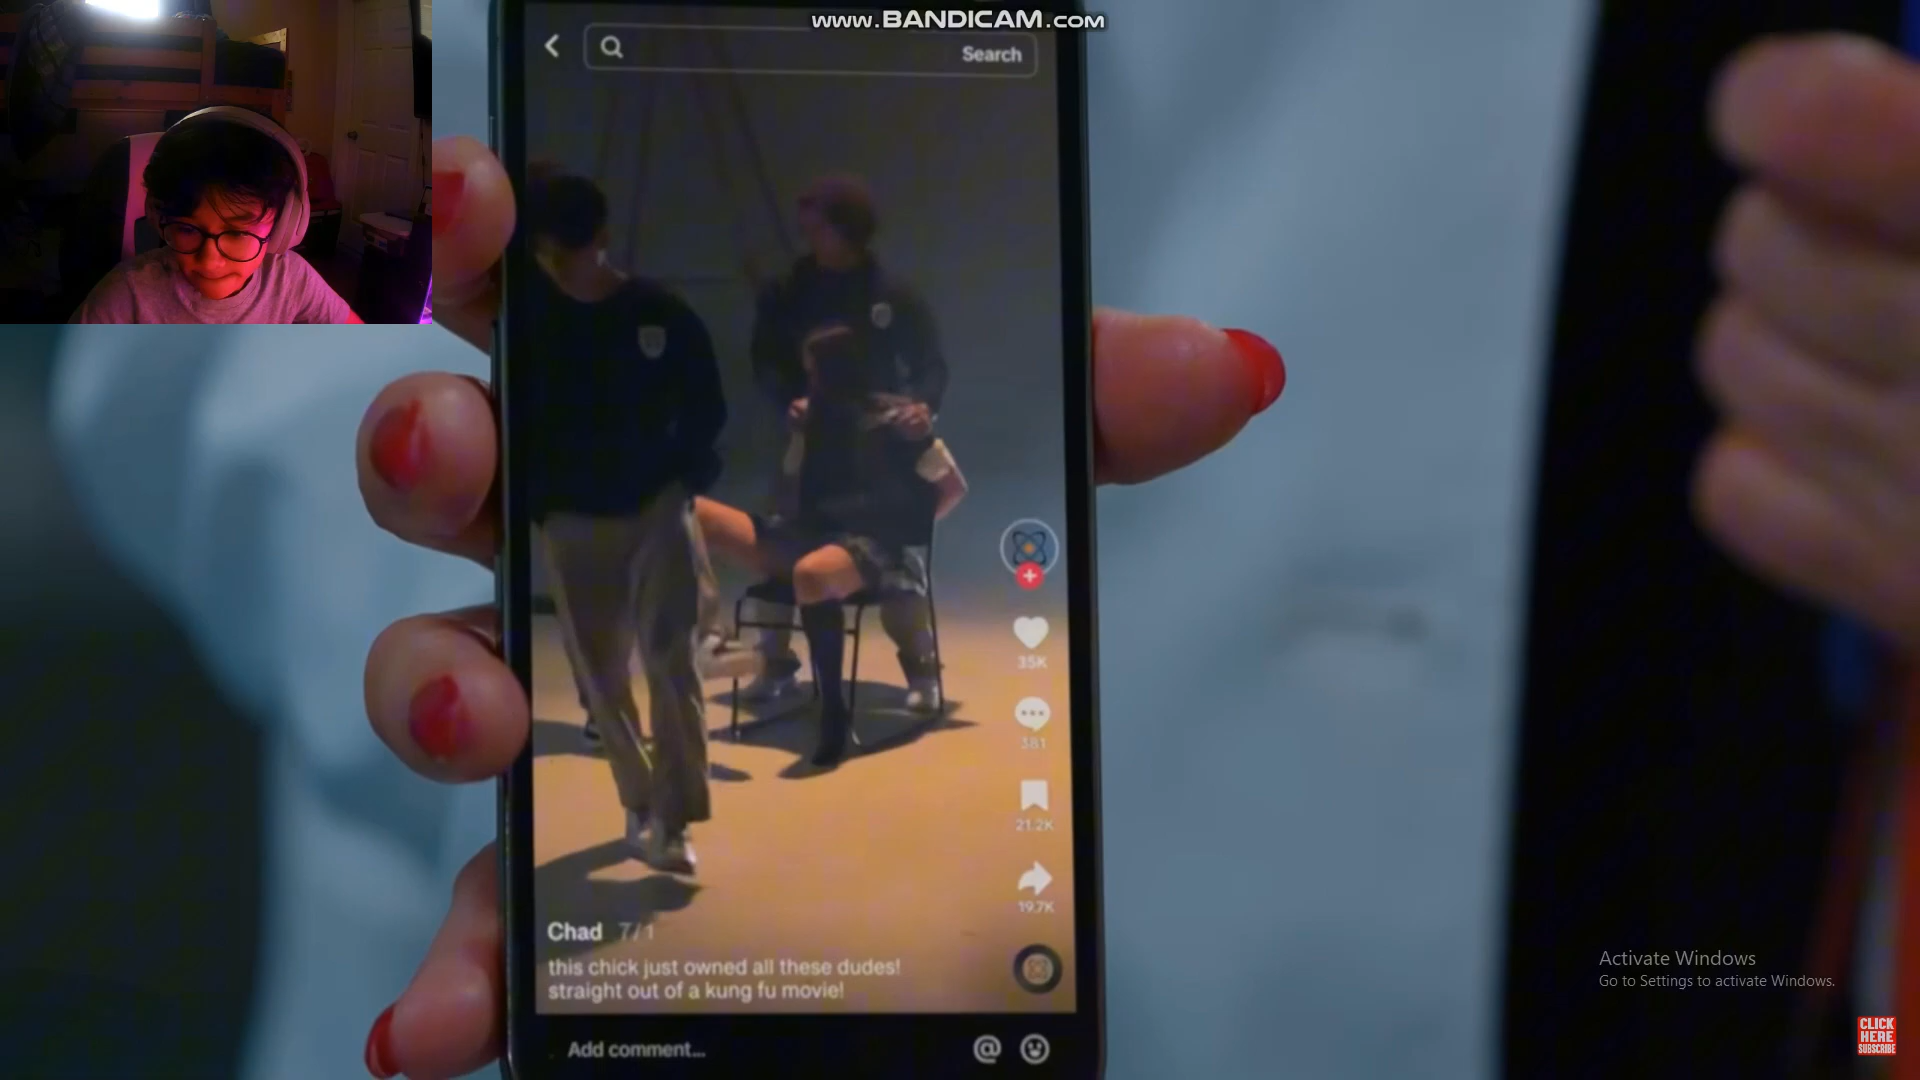 www.BANDICAM.com
Search
35K
381
21.2K
19.7K
Chad 7/1
this chick just owned all these dudes!
straight out of a kung fu movie!
Add comment...
Activate Windows
Go to Settings to activate Windows.
CLICK
HERE
SUBSCRIBE